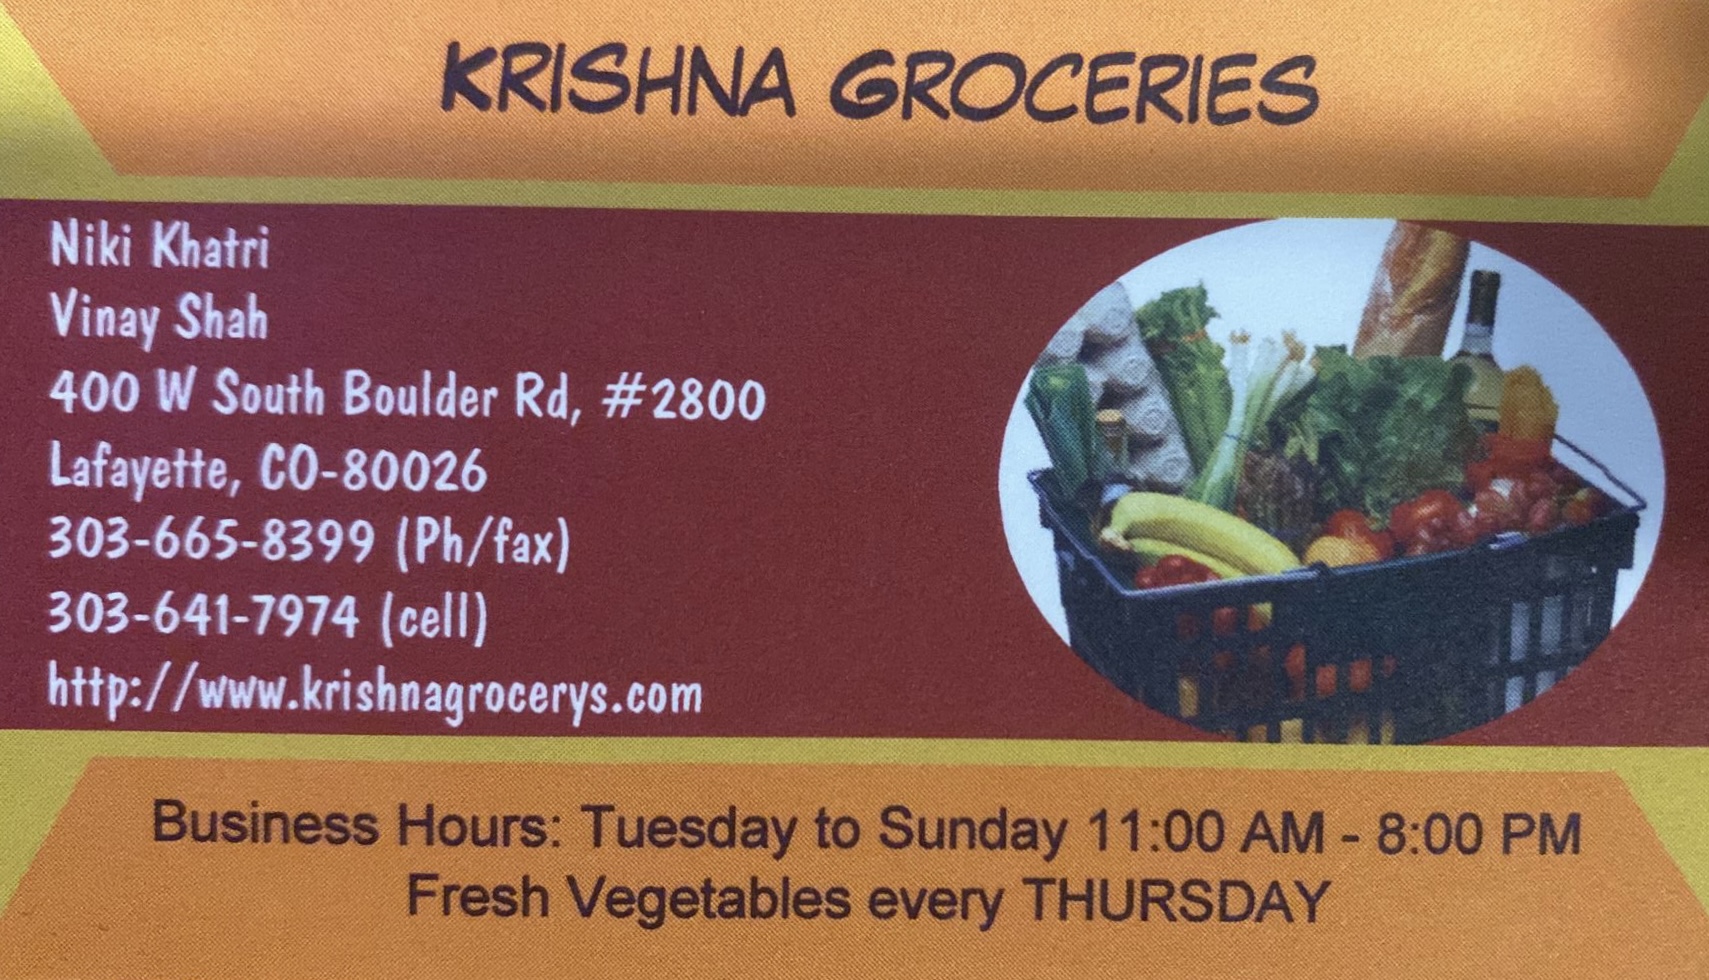 KRISHNA GROCERIES
Niki Khatri
Vinay Shah
400 W South Boulder Rd, #2800
Lafayette, CO-80026
303-665-8399 (Ph/fax)
303-641-7974 (cell)
http://www.krishnagrocerys.com
Business Hours: Tuesday to Sunday 11:00 AM - 8:00 PM
Fresh Vegetables every THURSDAY